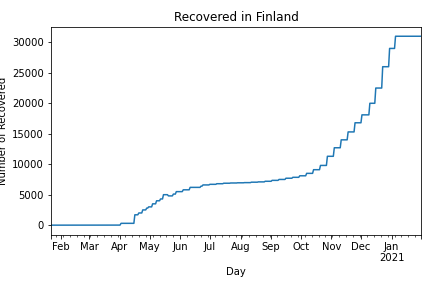 Recovered in Finland
Number of Recovered
30000
25000
20000
15000
10000
5000
0
Feb Mar Apr May Jun Jul Aug Sep Oct Nov Dec Jan
2021
Day